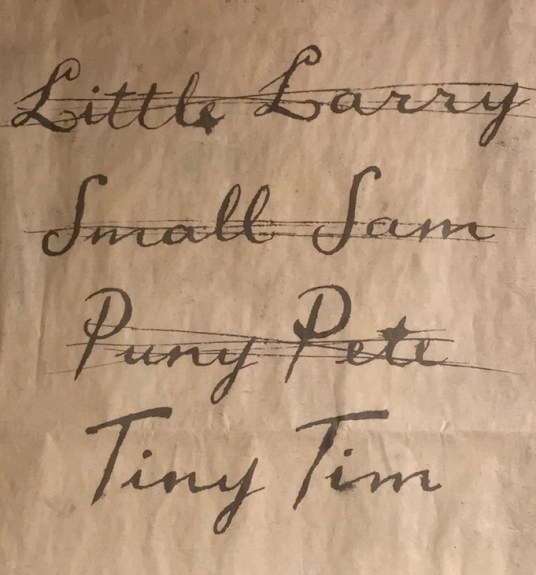 Little Larry
Small Sam
Puny Pete
Tiny Tim